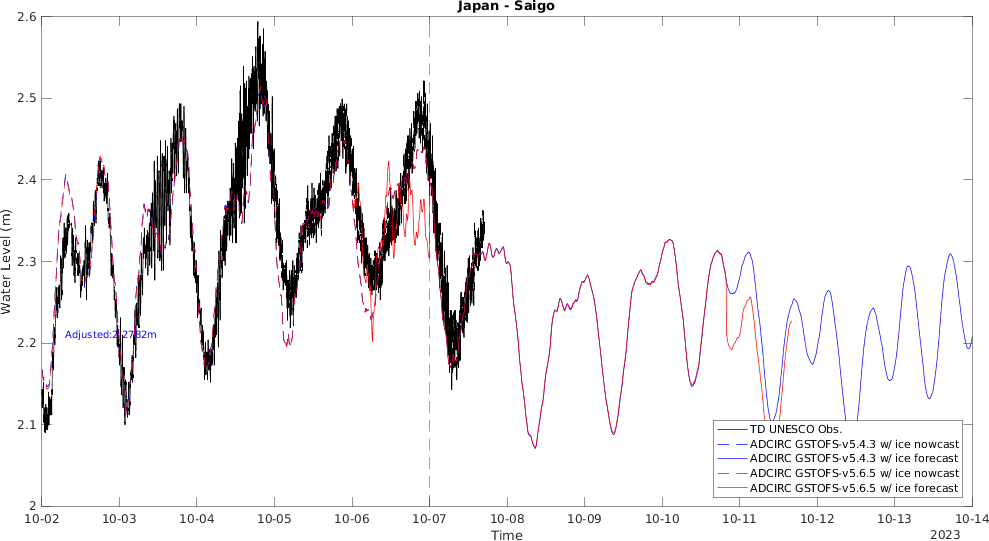 Japan - Saigo
2.6
2.5
2.4
2.3
2.2
2.1
2
Water Level (m)
Adjusted:2.2782m
TD UNESCO Obs.
ADCIRC GSTOFS-v5.4.3 w/ ice nowcast
ADCIRC GSTOFS-v5.4.3 w/ ice forecast
ADCIRC GSTOFS-v5.6.5 w/ ice nowcast
ADCIRC GSTOFS-v5.6.5 w/ ice forecast
10-02 10-03 10-04 10-05 10-06 10-07 10-08 10-09 10-10 10-11 10-12 10-13 10-14
Time
2023